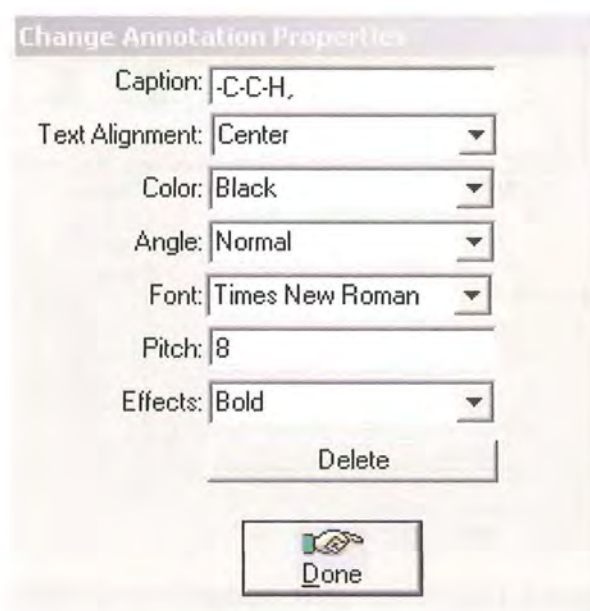 Change Annotation Properties
Caption: -C-C-H,
Text Alignment: Center
Color: Black
Angle: Normal
Font: Times New Roman
Pitch: 8
Effects: Bold
Delete
Done